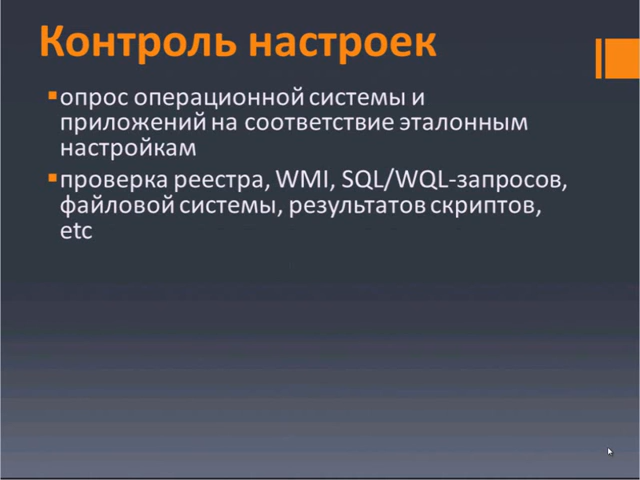 Контроль настроек
опрос операционной системы и
приложений на соответствие эталонным
настройкам
проверка реестра, WMI, SQL/WQL-запросов,
файловой системы, результатов скриптов,
etc